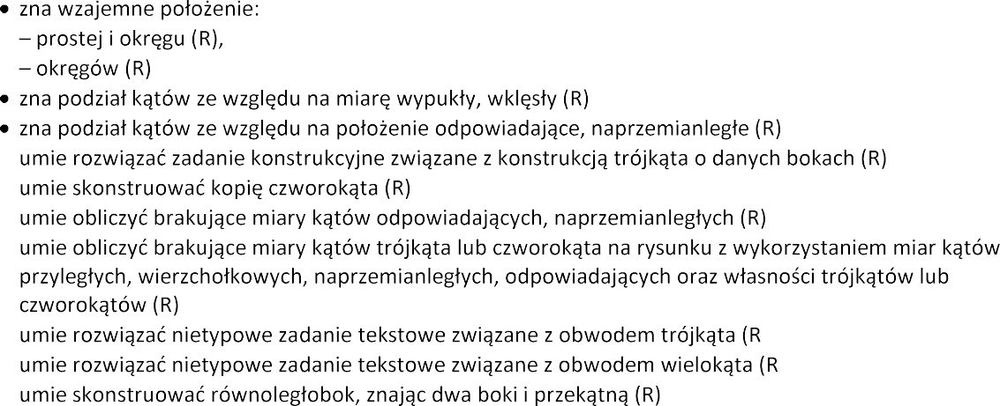 • zna wzajemne położenie:
– prostej i okręgu (R),
– okręgów (R)
• zna podział kątów ze względu na miarę wypukły, wklęsły (R)
• zna podział kątów ze względu na położenie odpowiadające, naprzemianległe (R)
umie rozwiązać zadanie konstrukcyjne związane z konstrukcją trójkąta o danych bokach (R)
umie skonstruować kopię czworokąta (R)
umie obliczyć brakujące miary kątów odpowiadających, naprzemianległych (R)
umie obliczyć brakujące miary kątów trójkąta lub czworokąta na rysunku z wykorzystaniem miar kątów
przyległych, wierzchołkowych, naprzemianległych, odpowiadających oraz własności trójkątów lub
czworokątów (R)
umie rozwiązać nietypowe zadanie tekstowe związane z obwodem trójkąta (R
umie rozwiązać nietypowe zadanie tekstowe związane z obwodem wielokąta (R
umie skonstruować równoległobok, znając dwa boki i przekątną (R)